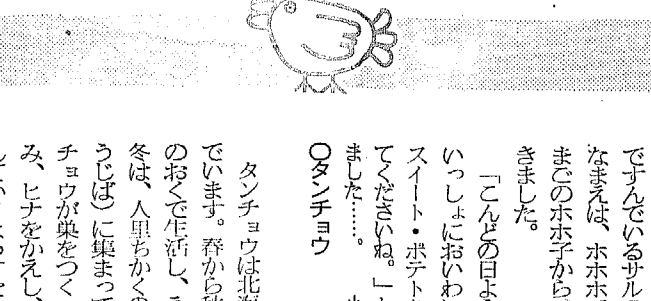 ですんでいるサル
なまえは、ホホホ
まごのホホ子から
きました。
「こんどの日よ
いっしょにおいわい
スイート・ポテト
てくださいね。」
ました……。
○タンチョウ
タンチョウは北海
でいます。春から
のおくで生活し、
冬は、人里ちかくの
うじば）に集まって
チョウが巣をつく
み、ヒナをかえし、